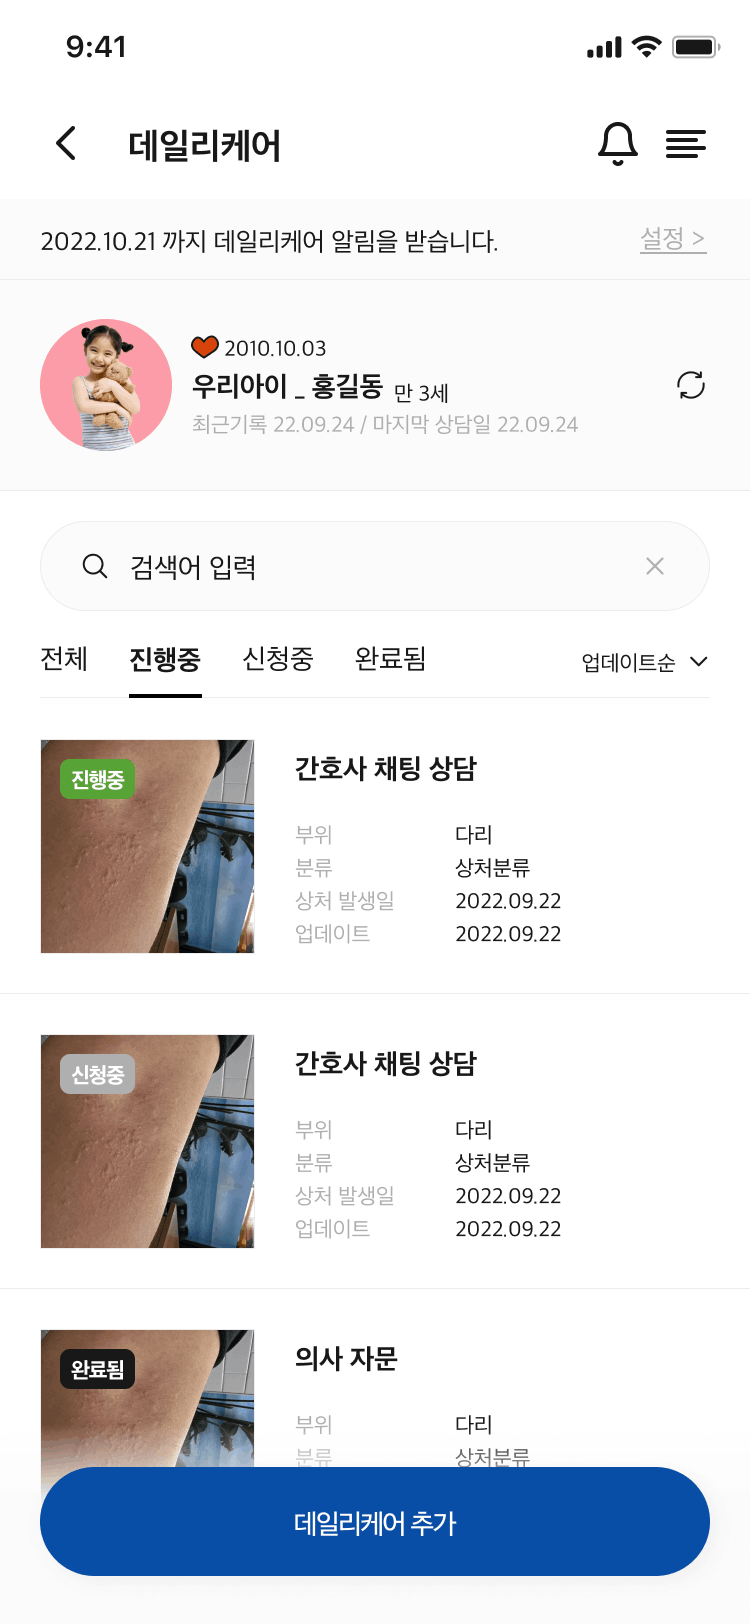 9:41
데일리케어
2022.10.21 까지 데일리케어 알림을 받습니다.
설정 >
2010.10.03
우리아이 _ 홍길동 만 3세
최근기록 22.09.24 / 마지막 상담일 22.09.24
검색어 입력
전체 진행중 신청중 완료됨 업데이트순
진행중
간호사 채팅 상담
부위 다리
분류 상처분류
상처 발생일 2022.09.22
업데이트 2022.09.22
신청중
간호사 채팅 상담
부위 다리
분류 상처분류
상처 발생일 2022.09.22
업데이트 2022.09.22
완료됨
의사 자문
부위 다리
분류 상처분류
데일리케어 추가